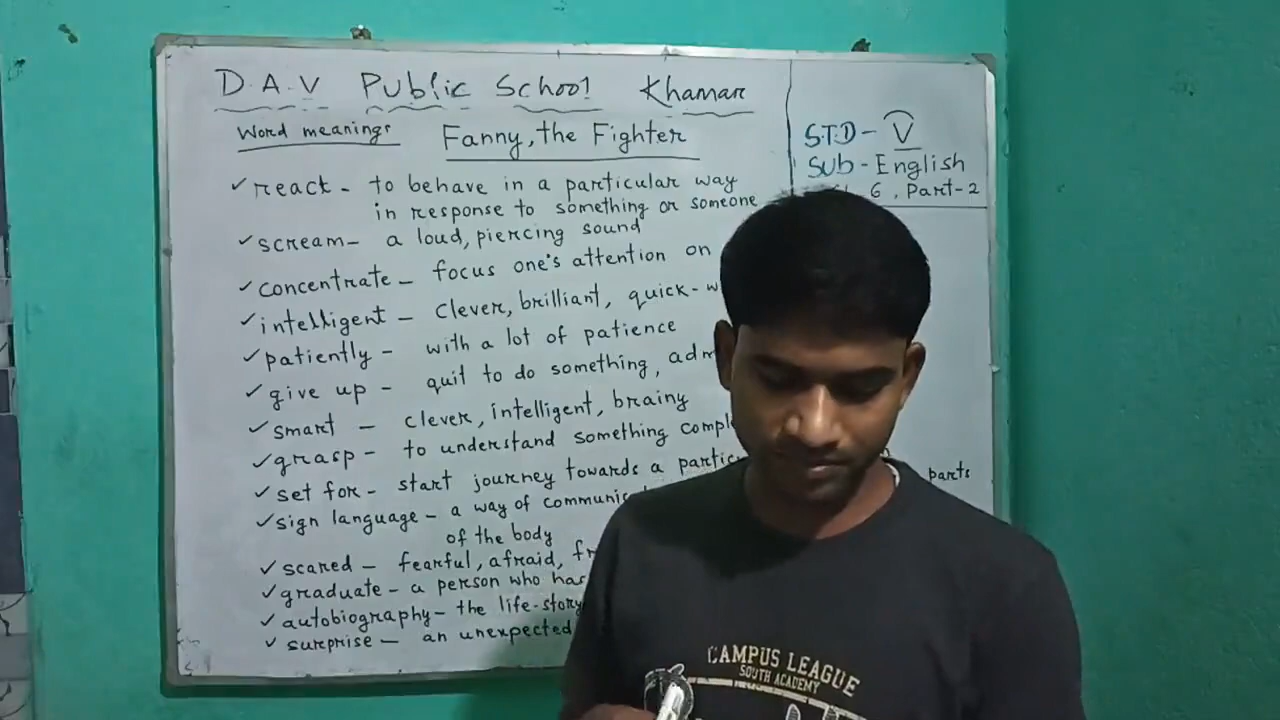 D.A.V Public School Khamar
Word meanings Fanny, the Fighter
STD - V
Sub - English
6, Part-2
✓ react - to behave in a particular way
in response to something or someone
✓ scream - a loud, piercing sound
✓ concentrate - focus one's attention on
✓ intelligent - clever, brilliant, quick-
✓ patiently - with a lot of patience
✓ give up - quit to do something,
✓ smart - clever, intelligent, brainy
✓ grasp - to understand something
✓ set for - start journey towards a
✓ sign language - a way of parts
of the body
✓ scared - fearful, afraid,
✓ graduate - a person who has
✓ autobiography - the life-story
✓ surprise - an unexpected
CAMPUS LEAGUE
SOUTH ACADEMY